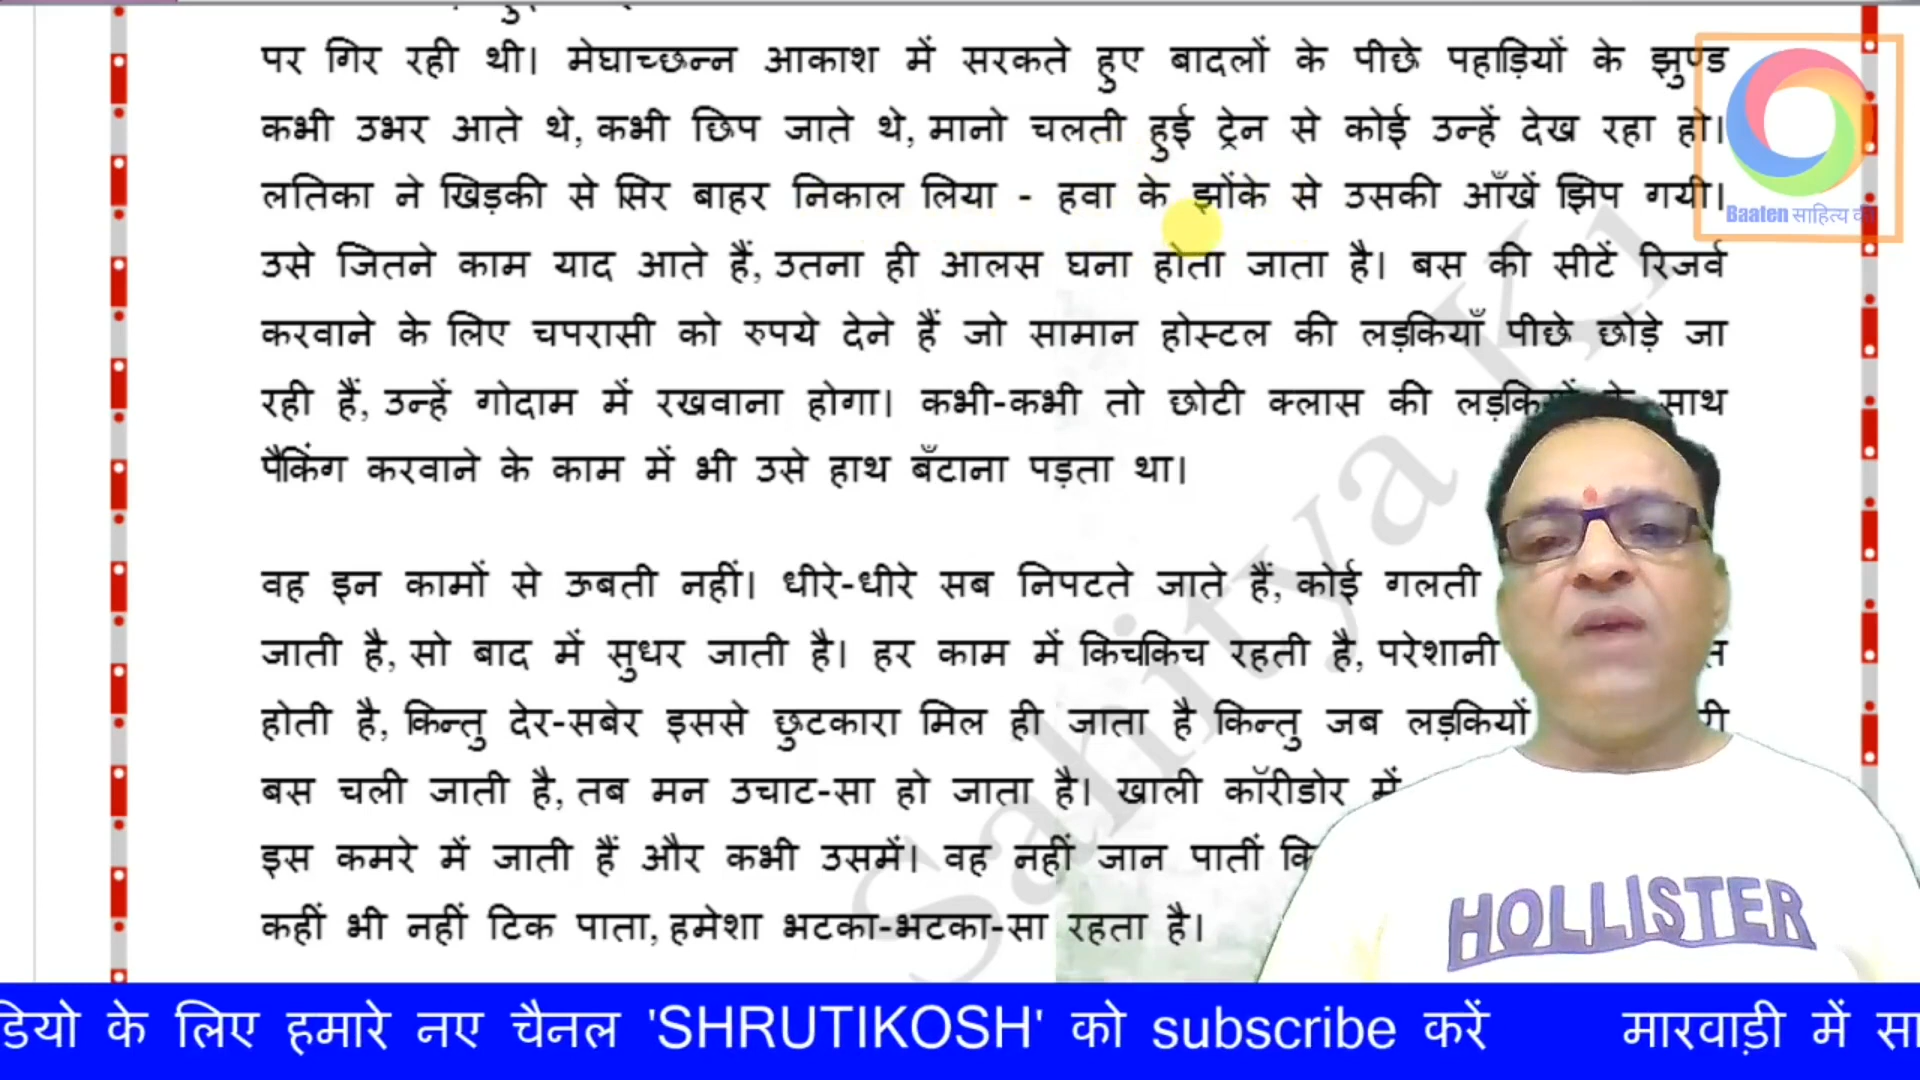 पर गिर रही थी। मेघाच्छन्न आकाश में सरकते हुए बादलों के पीछे पहाड़ियों के झुण्ड
कभी उभर आते थे, कभी छिप जाते थे, मानो चलती हुई ट्रेन से कोई उन्हें देख रहा हो।
लतिका ने खिड़की से सिर बाहर निकाल लिया - हवा के झोंके से उसकी आँखें झिप गयी।
Baaten साहित्य की
उसे जितने काम याद आते हैं, उतना ही आलस घना होता जाता है। बस की सीटें रिजर्व
करवाने के लिए चपरासी को रुपये देने हैं जो सामान होस्टल की लड़कियाँ पीछे छोड़े जा
रही हैं, उन्हें गोदाम में रखवाना होगा। कभी-कभी तो छोटी क्लास की साथ
पैकिंग करवाने के काम में भी उसे हाथ बँटाना पड़ता था।
वह इन कामों से ऊबती नहीं। धीरे-धीरे सब निपटते जाते हैं, कोई गलती
जाती है, सो बाद में सुधर जाती है। हर काम में किचकिच रहती है, परेशानी
होती है, किन्तु देर-सबेर इससे छुटकारा मिल ही जाता है किन्तु जब लड़कियों
बस चली जाती है, तब मन उचाट-सा हो जाता है। खाली कॉरीडोर में
इस कमरे में जाती हैं और कभी उसमें। वह नहीं जान पातीं
कहीं भी नहीं टिक पाता, हमेशा भटका-भटका-सा रहता है।
Sahitya Ki
HOLLISTER
के लिए हमारे नए चैनल 'SHRUTIKOSH' को subscribe करें मारवाड़ी में